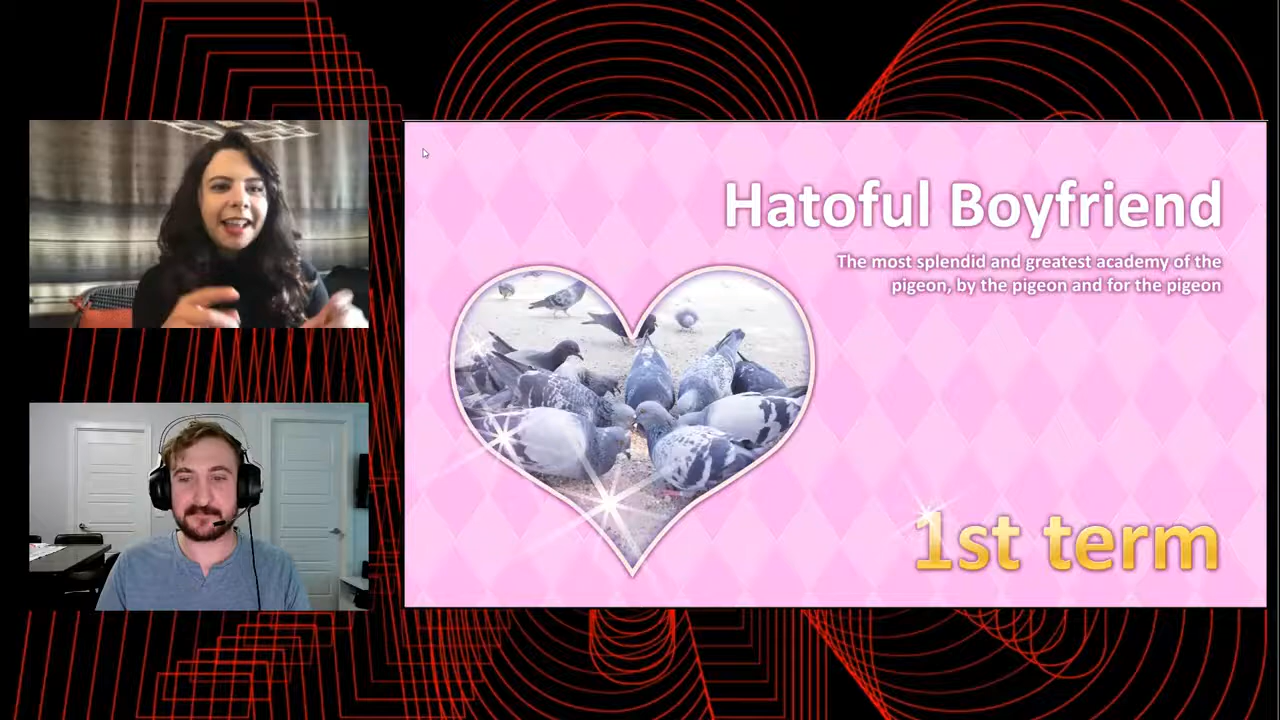 Hatoful Boyfriend
The most splendid and greatest academy of the
pigeon, by the pigeon and for the pigeon
1st term